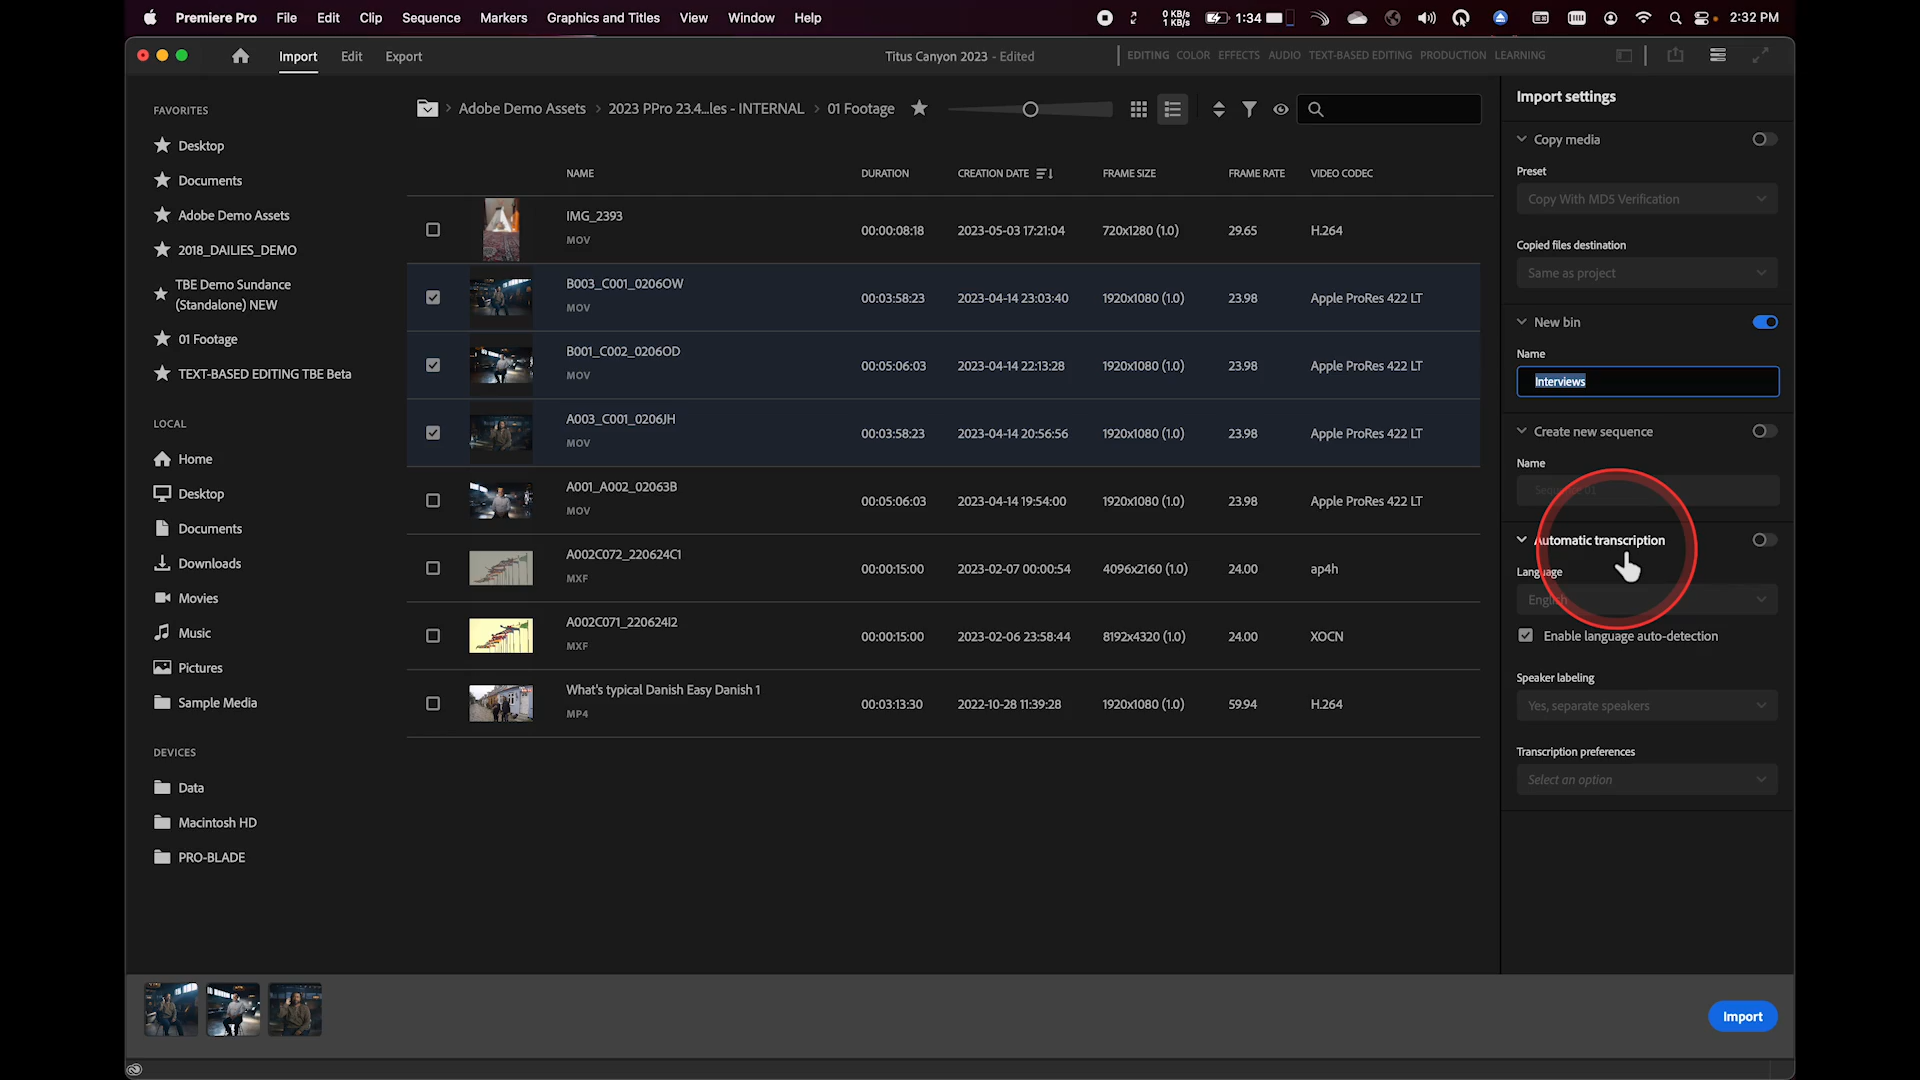 Premiere Pro File Edit Clip Sequence Markers Graphics and Titles View Window Help 0 KB/s 1 KB/s 1:34 2:32 PM
Import Edit Export Titus Canyon 2023 - Edited EDITING COLOR EFFECTS AUDIO TEXT-BASED EDITING PRODUCTION LEARNING
FAVORITES
Desktop
Documents
Adobe Demo Assets
2018_DAILIES_DEMO
TBE Demo Sundance
(Standalone) NEW
01 Footage
TEXT-BASED EDITING TBE Beta
LOCAL
Home
Desktop
Documents
Downloads
Movies
Music
Pictures
Sample Media
DEVICES
Data
Macintosh HD
PRO-BLADE
Adobe Demo Assets > 2023 PPro 23.4...les - INTERNAL > 01 Footage
NAME DURATION CREATION DATE FRAME SIZE FRAME RATE VIDEO CODEC
IMG_2393
MOV
00:00:08:18 2023-05-03 17:21:04 720x1280 (1.0) 29.65 H.264
B003_C001_0206OW
MOV
00:03:58:23 2023-04-14 23:03:40 1920x1080 (1.0) 23.98 Apple ProRes 422 LT
B001_C002_0206OD
MOV
00:05:06:03 2023-04-14 22:13:28 1920x1080 (1.0) 23.98 Apple ProRes 422 LT
A003_C001_0206JH
MOV
00:03:58:23 2023-04-14 20:56:56 1920x1080 (1.0) 23.98 Apple ProRes 422 LT
A001_A002_02063B
MOV
00:05:06:03 2023-04-14 19:54:00 1920x1080 (1.0) 23.98 Apple ProRes 422 LT
A002C072_220624C1
MXF
00:00:15:00 2023-02-07 00:00:54 4096x2160 (1.0) 24.00 ap4h
A002C071_220624I2
MXF
00:00:15:00 2023-02-06 23:58:44 8192x4320 (1.0) 24.00 XOCN
What's typical Danish Easy Danish 1
MP4
00:03:13:30 2022-10-28 11:39:28 1920x1080 (1.0) 59.94 H.264
Import settings
Copy media
Preset
Copy With MD5 Verification
Copied files destination
Same as project
New bin
Name
Interviews
Create new sequence
Name
Sequence 01
Automatic transcription
Language
English
Enable language auto-detection
Speaker labeling
Yes, separate speakers
Transcription preferences
Select an option
Import